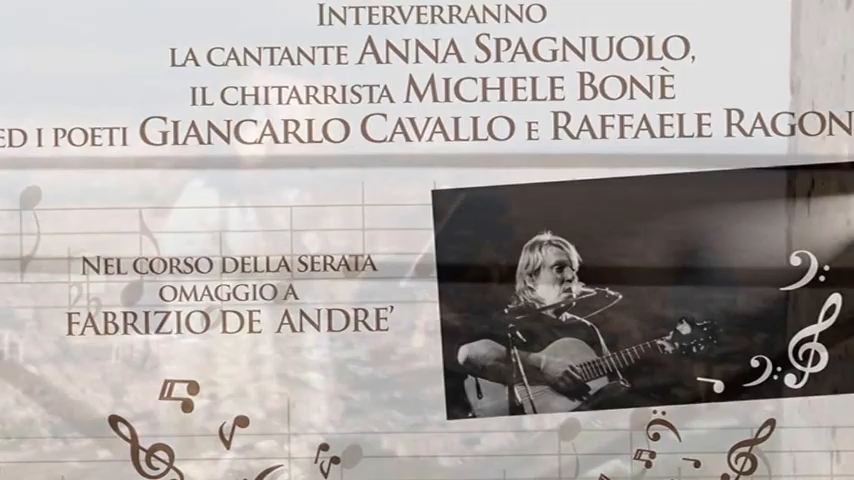 INTERVERRANNO
LA CANTANTE ANNA SPAGNUOLO,
IL CHITARRISTA MICHELE BONÈ
ED I POETI GIANCARLO CAVALLO E RAFFAELE RAGON
NEL CORSO DELLA SERATA
OMAGGIO A
FABRIZIO DE ANDRE'